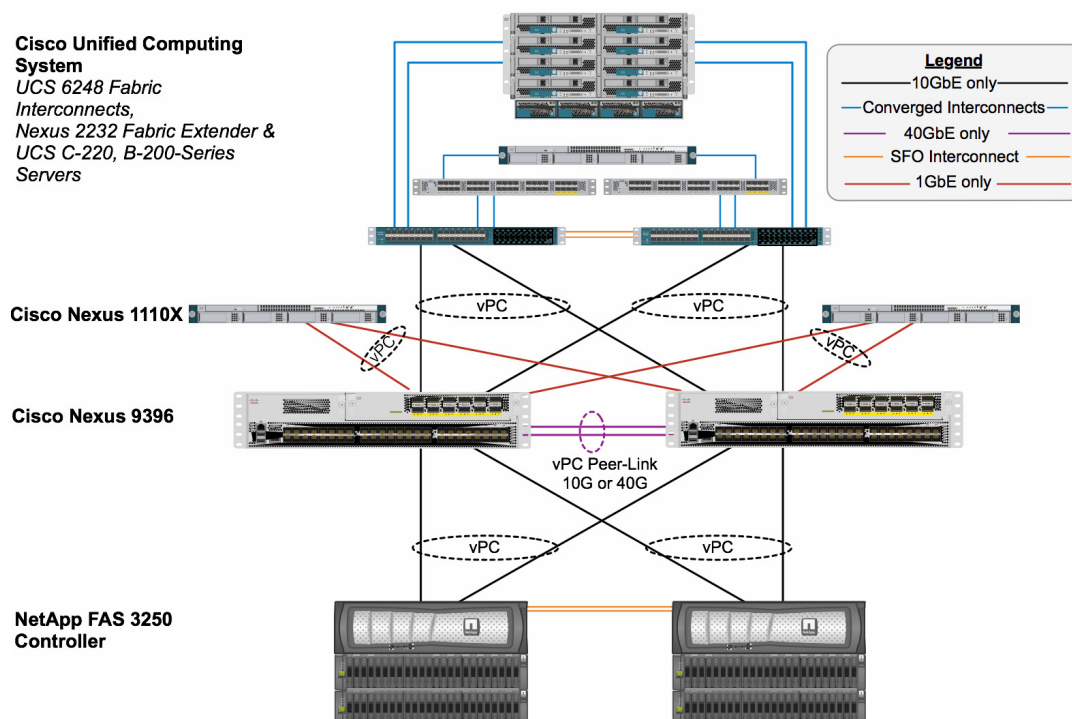 Cisco Unified Computing
System
UCS 6248 Fabric
Interconnects,
Nexus 2232 Fabric Extender &
UCS C-220, B-200-Series
Servers
Legend
10GbE only
Converged Interconnects
40GbE only
SFO Interconnect
1GbE only
vPC
vPC
Cisco Nexus 1110X
vPC
vPC
Cisco Nexus 9396
vPC Peer-Link
10G or 40G
vPC
vPC
NetApp FAS 3250
Controller